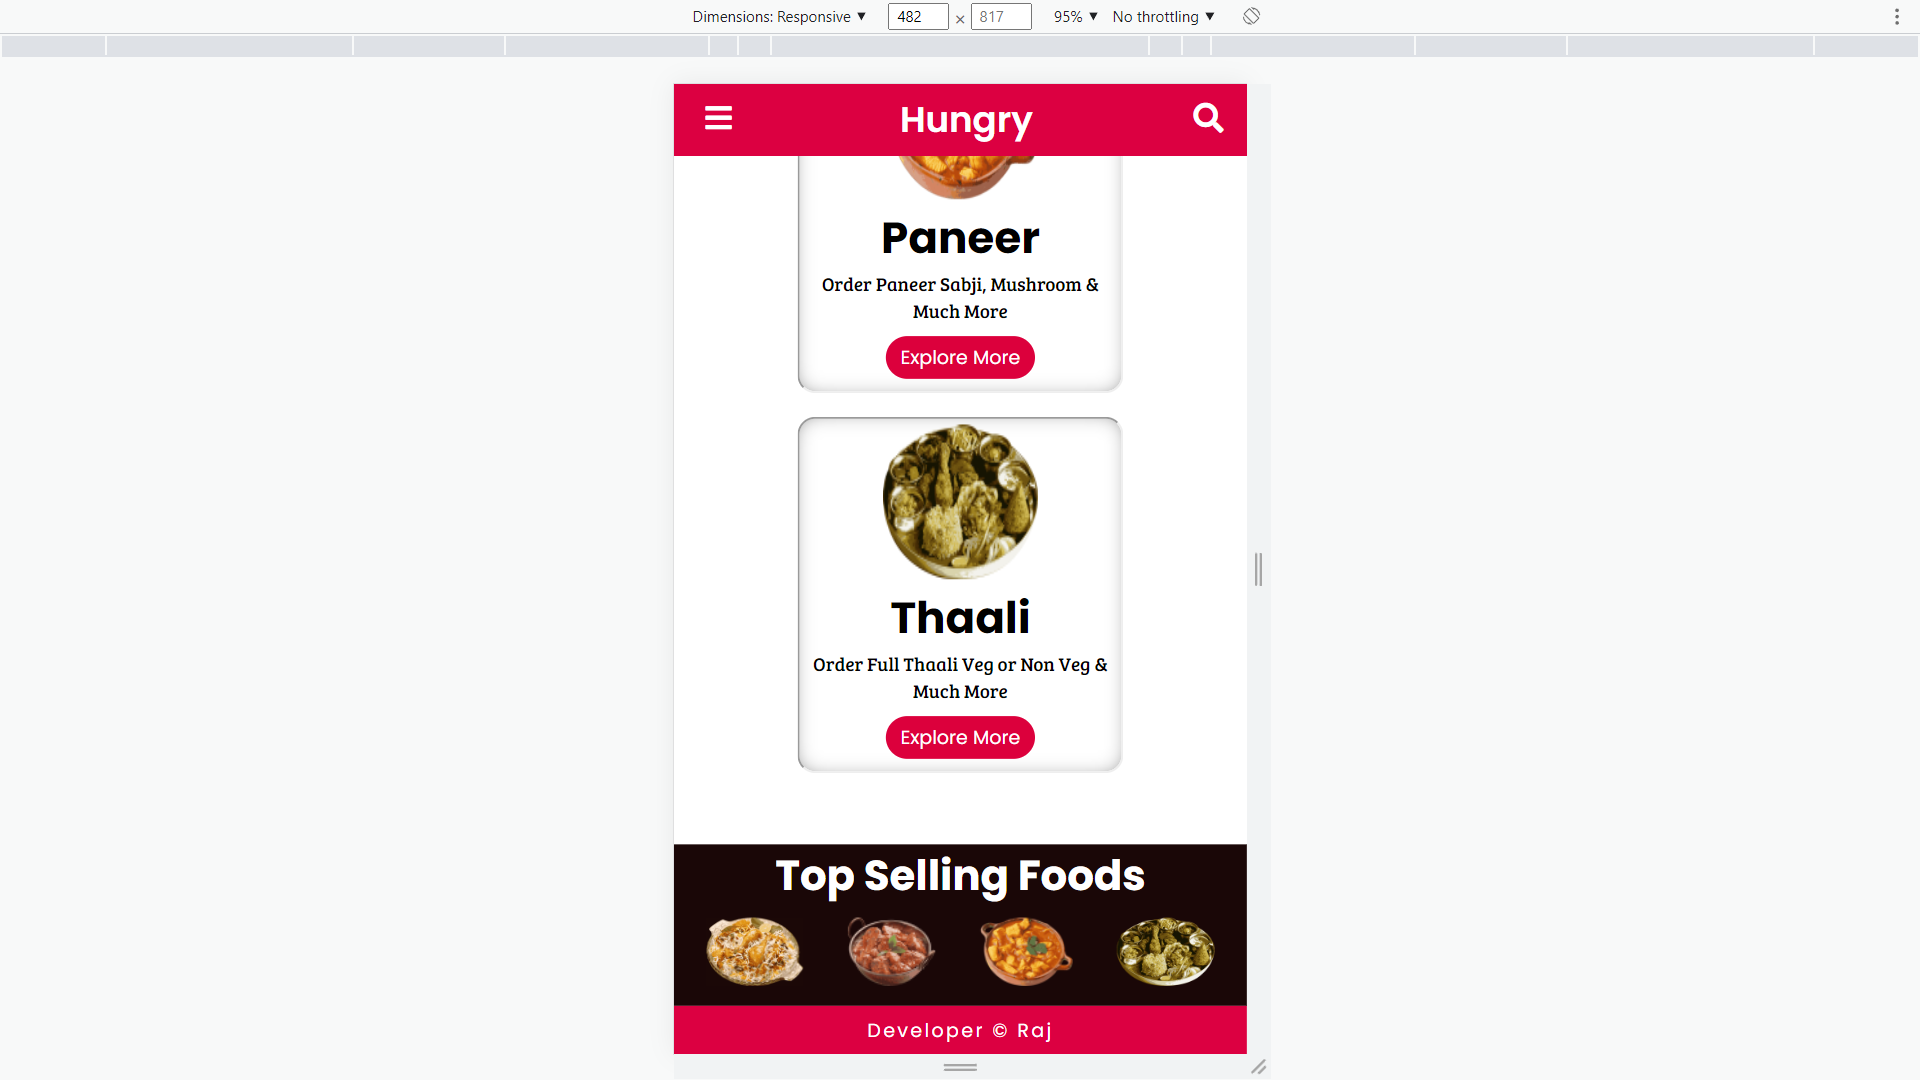 Dimensions: Responsive ▼ 482 × 817 95% ▼ No throttling ▼
Hungry
Paneer
Order Paneer Sabji, Mushroom &
Much More
Explore More
Thaali
Order Full Thaali Veg or Non Veg &
Much More
Explore More
Top Selling Foods
Developer © Raj